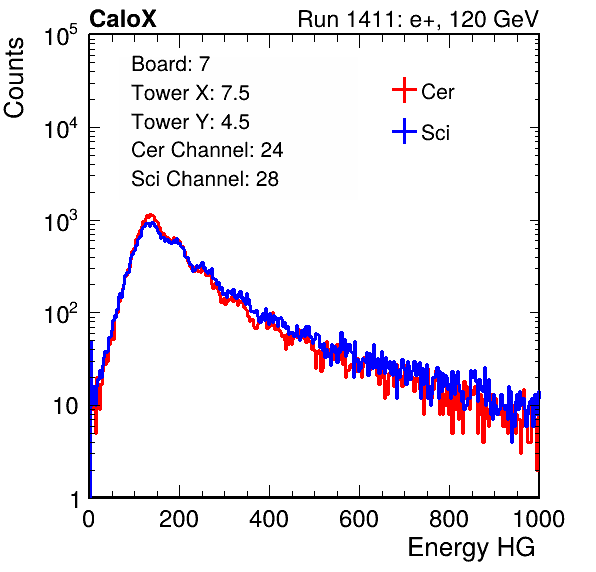 CaloX Run 1411: e+, 120 GeV
Counts
10^5
10^4
10^3
10^2
10
1
Board: 7
Tower X: 7.5
Tower Y: 4.5
Cer Channel: 24
Sci Channel: 28
Cer
Sci
0 200 400 600 800 1000
Energy HG